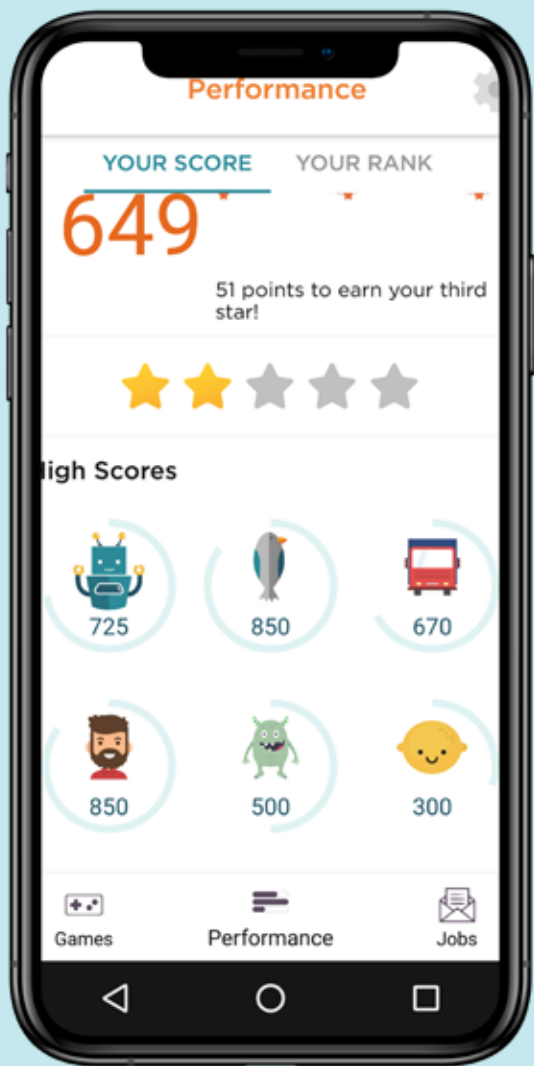 Performance
YOUR SCORE YOUR RANK
649
51 points to earn your third
star!
High Scores
725 850 670
850 500 300
Games Performance Jobs